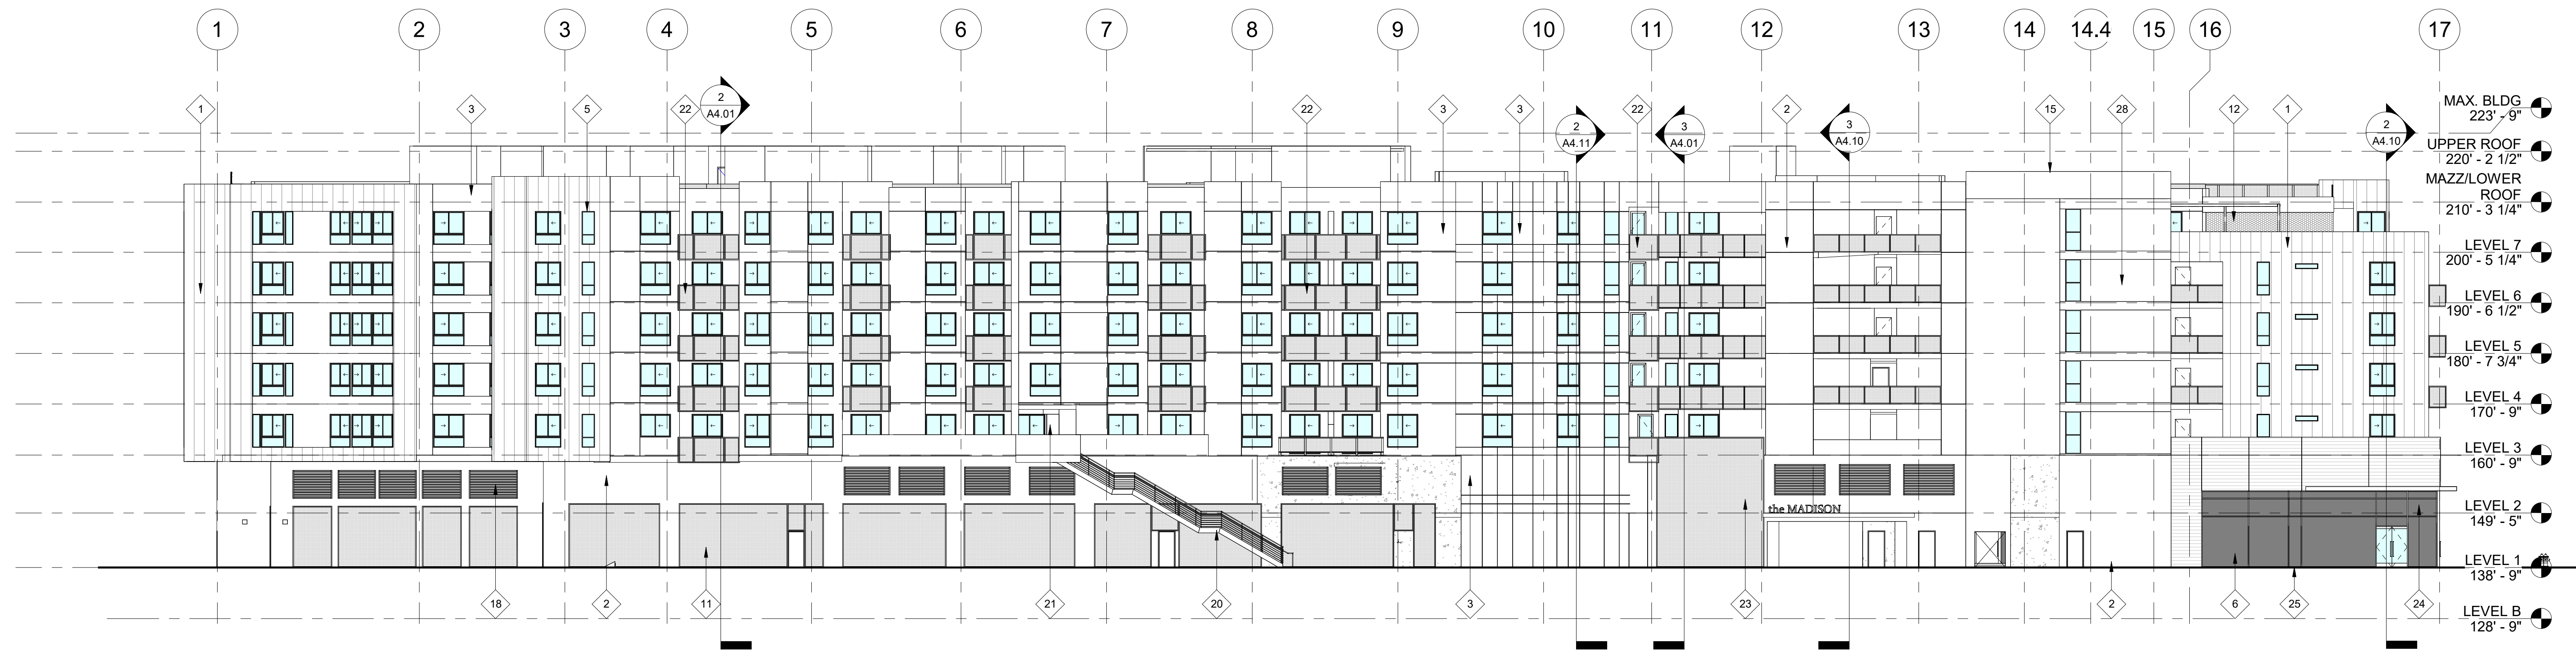 1
2
3
4
5
6
7
8
9
10
11
12
13
14
14.4
15
16
17
1
3
5
22
2
A4.01
22
3
3
2
A4.11
22
3
A4.01
2
3
A4.10
15
28
12
1
2
A4.10
MAX. BLDG
223' - 9"
UPPER ROOF
220' - 2 1/2"
MAZZ/LOWER
ROOF
210' - 3 1/4"
LEVEL 7
200' - 5 1/4"
LEVEL 6
190' - 6 1/2"
LEVEL 5
180' - 7 3/4"
LEVEL 4
170' - 9"
LEVEL 3
160' - 9"
the MADISON
LEVEL 2
149' - 5"
LEVEL 1
138' - 9"
18
2
11
21
20
3
23
2
6
25
24
LEVEL B
128' - 9"